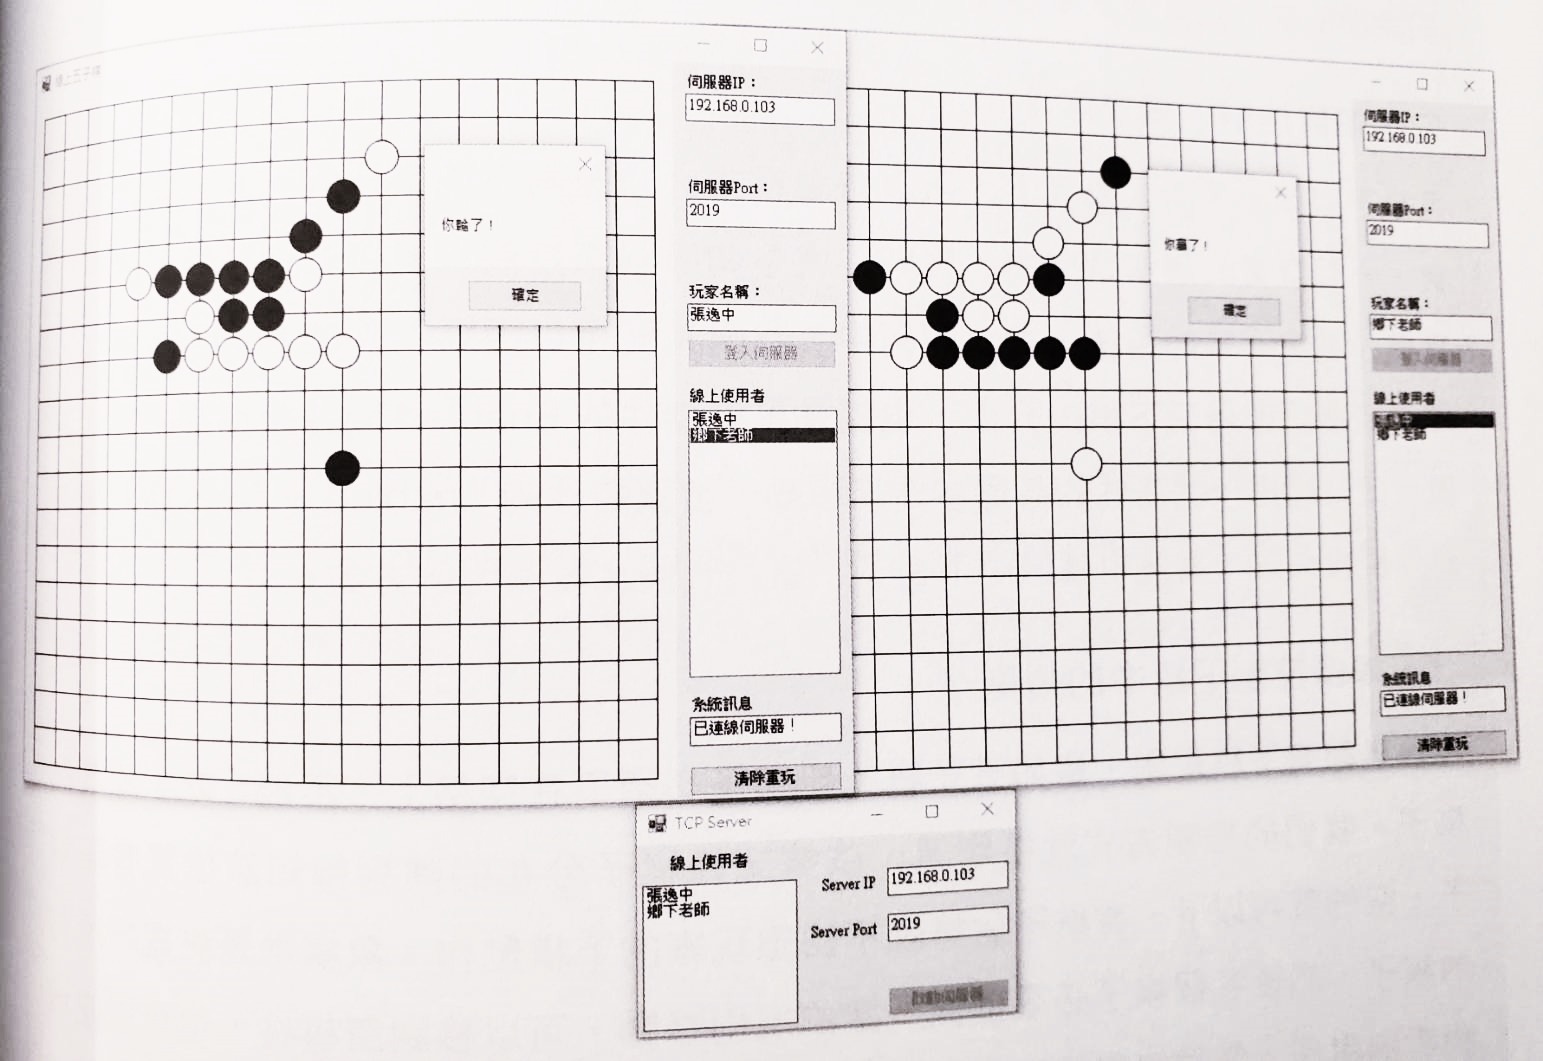 線上五子棋
伺服器IP：
192.168.0.103
伺服器Port：
2019
你輸了！
確定
玩家名稱：
張逸中
登入伺服器
線上使用者
張逸中
鄉下老師
系統訊息
已連線伺服器！
清除重玩
伺服器IP：
192.168.0.103
伺服器Port：
2019
你贏了！
確定
玩家名稱：
鄉下老師
登入伺服器
線上使用者
張逸中
鄉下老師
系統訊息
已連線伺服器！
清除重玩
TCP Server
線上使用者
張逸中
鄉下老師
Server IP
192.168.0.103
Server Port
2019
啟動伺服器